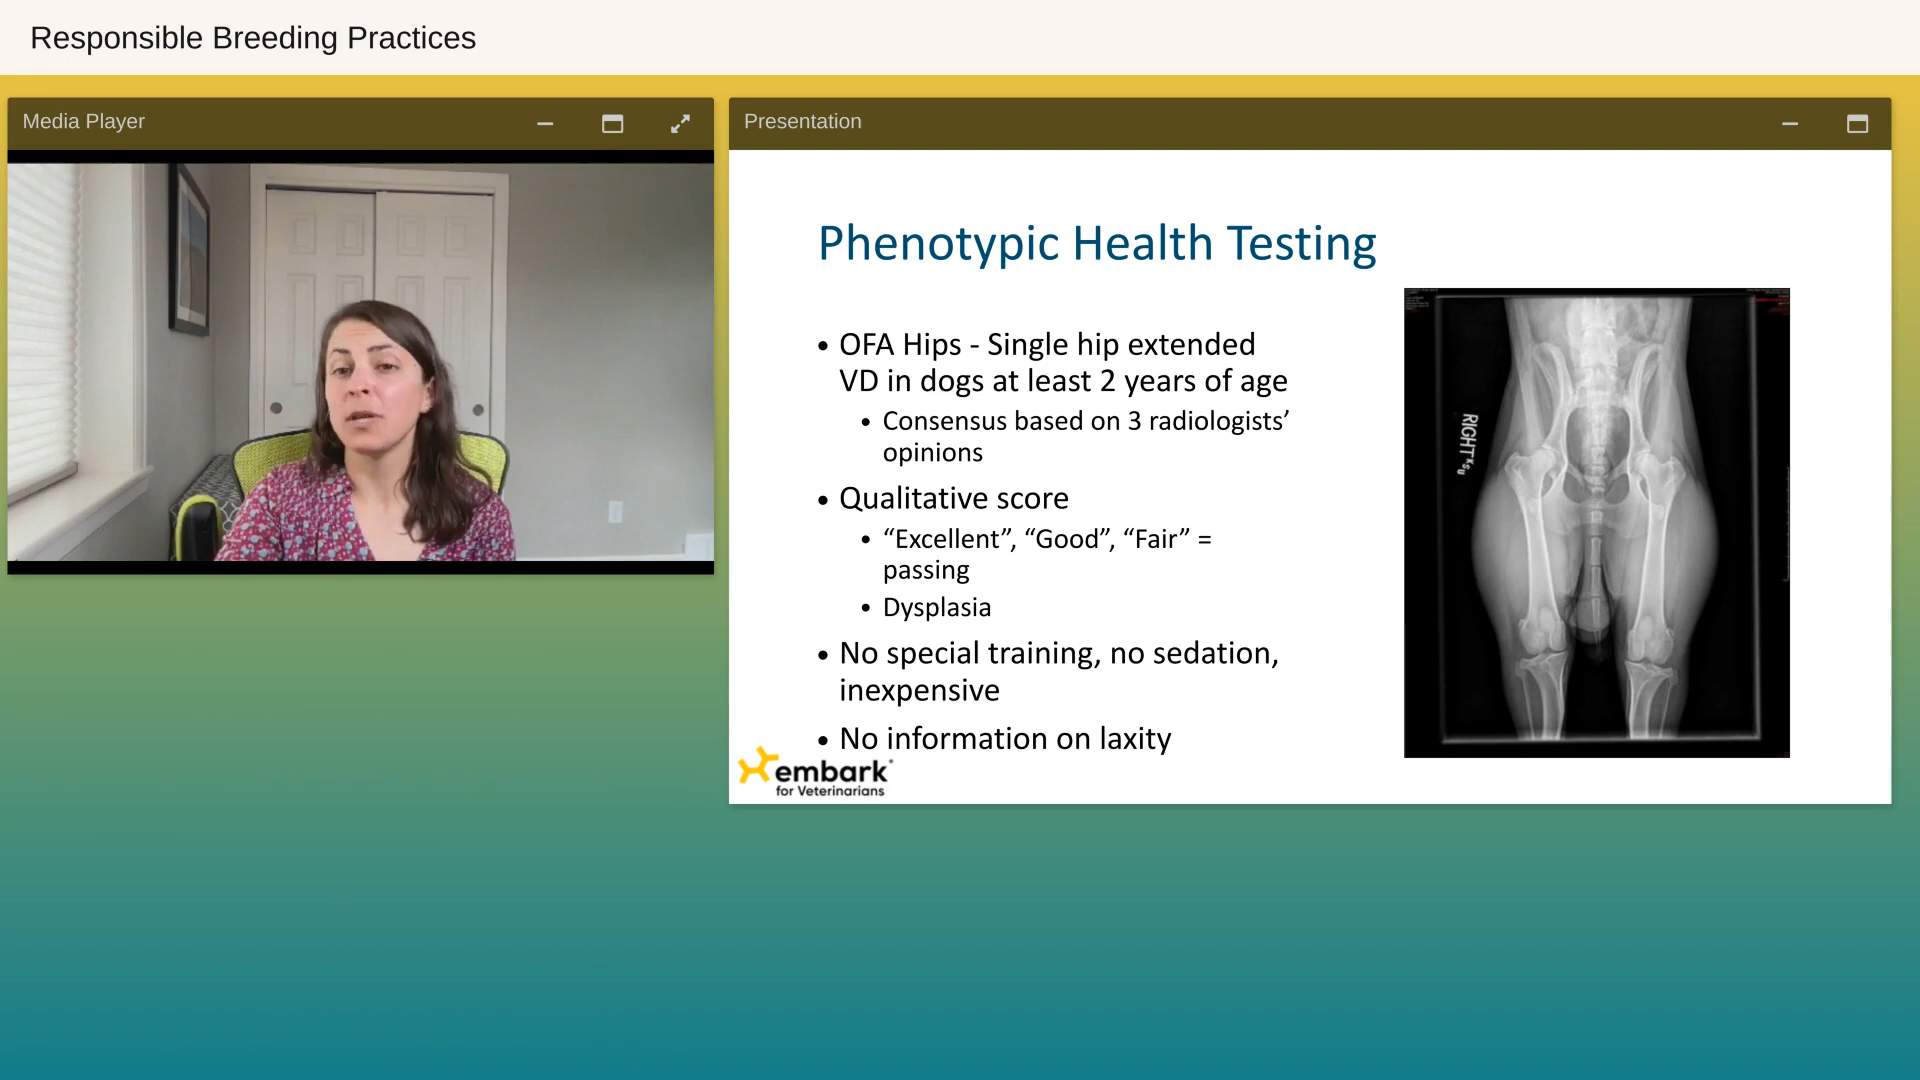 Responsible Breeding Practices
Media Player
Presentation
Phenotypic Health Testing
• OFA Hips - Single hip extended
VD in dogs at least 2 years of age
• Consensus based on 3 radiologists’
opinions
• Qualitative score
• “Excellent”, “Good”, “Fair” =
passing
• Dysplasia
• No special training, no sedation,
inexpensive
• No information on laxity
RIGHT
embark
for Veterinarians